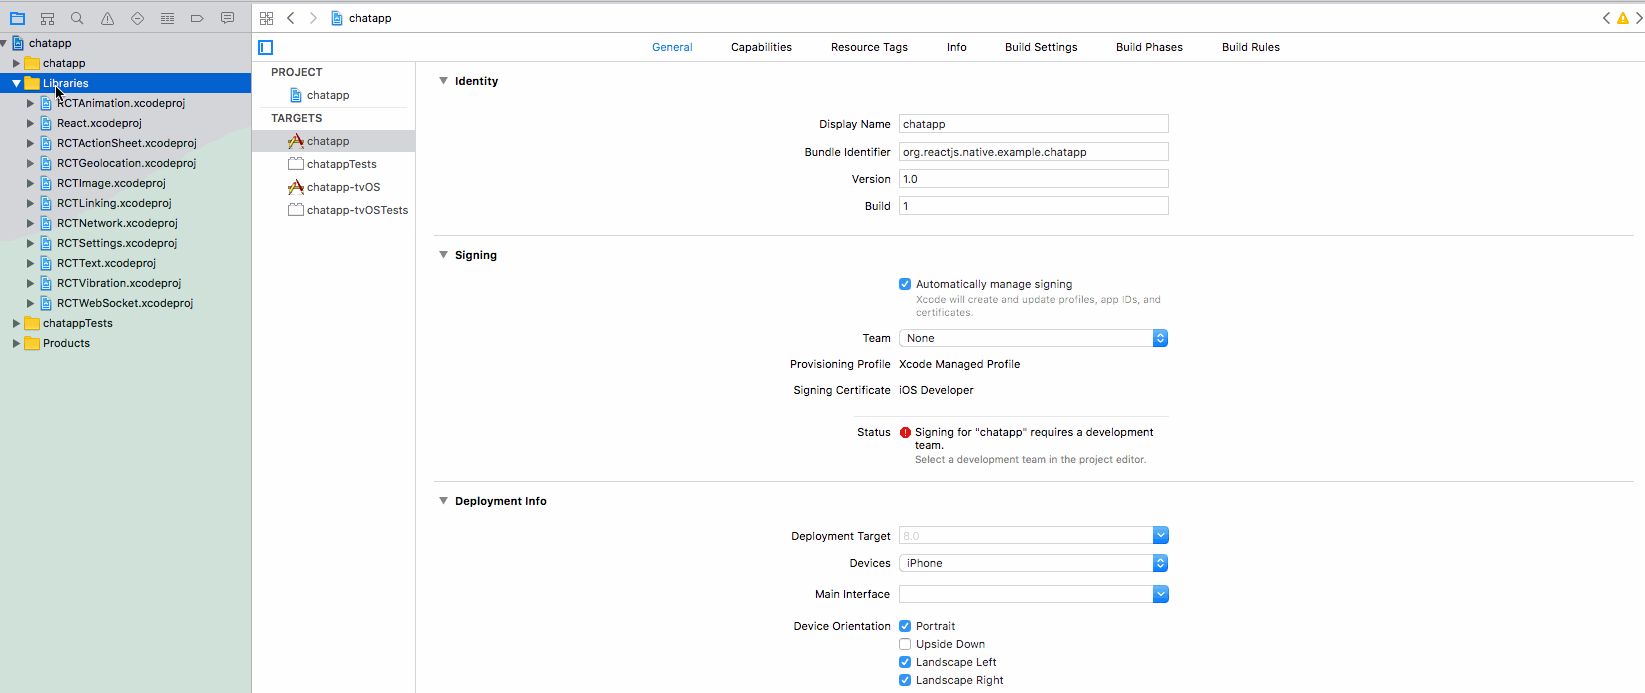 chatapp
chatapp
chatapp
Libraries
RCTAnimation.xcodeproj
React.xcodeproj
RCTActionSheet.xcodeproj
RCTGeolocation.xcodeproj
RCTImage.xcodeproj
RCTLinking.xcodeproj
RCTNetwork.xcodeproj
RCTSettings.xcodeproj
RCTText.xcodeproj
RCTVibration.xcodeproj
RCTWebSocket.xcodeproj
chatappTests
Products
General Capabilities Resource Tags Info Build Settings Build Phases Build Rules
PROJECT
chatapp
TARGETS
chatapp
chatappTests
chatapp-tvOS
chatapp-tvOSTests
Identity
Display Name chatapp
Bundle Identifier org.reactjs.native.example.chatapp
Version 1.0
Build 1
Signing
Automatically manage signing
Xcode will create and update profiles, app IDs, and
certificates.
Team None
Provisioning Profile Xcode Managed Profile
Signing Certificate iOS Developer
Status Signing for "chatapp" requires a development
team.
Select a development team in the project editor.
Deployment Info
Deployment Target 8.0
Devices iPhone
Main Interface
Device Orientation Portrait
Upside Down
Landscape Left
Landscape Right